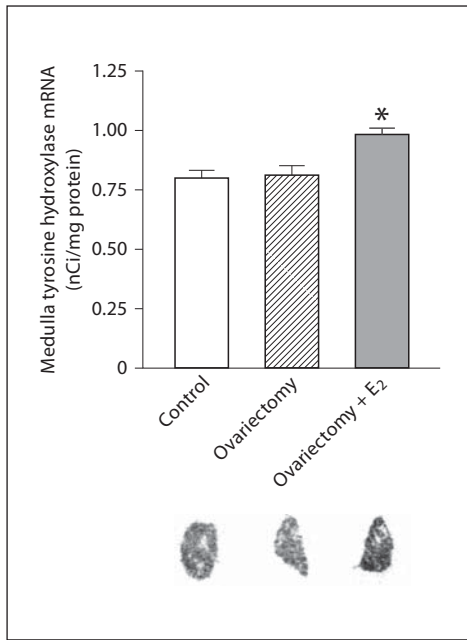 Medulla tyrosine hydroxylase mRNA
(nCi/mg protein)
1.25
1.00
0.75
0.50
0.25
0
*
Control
Ovariectomy
Ovariectomy + E₂